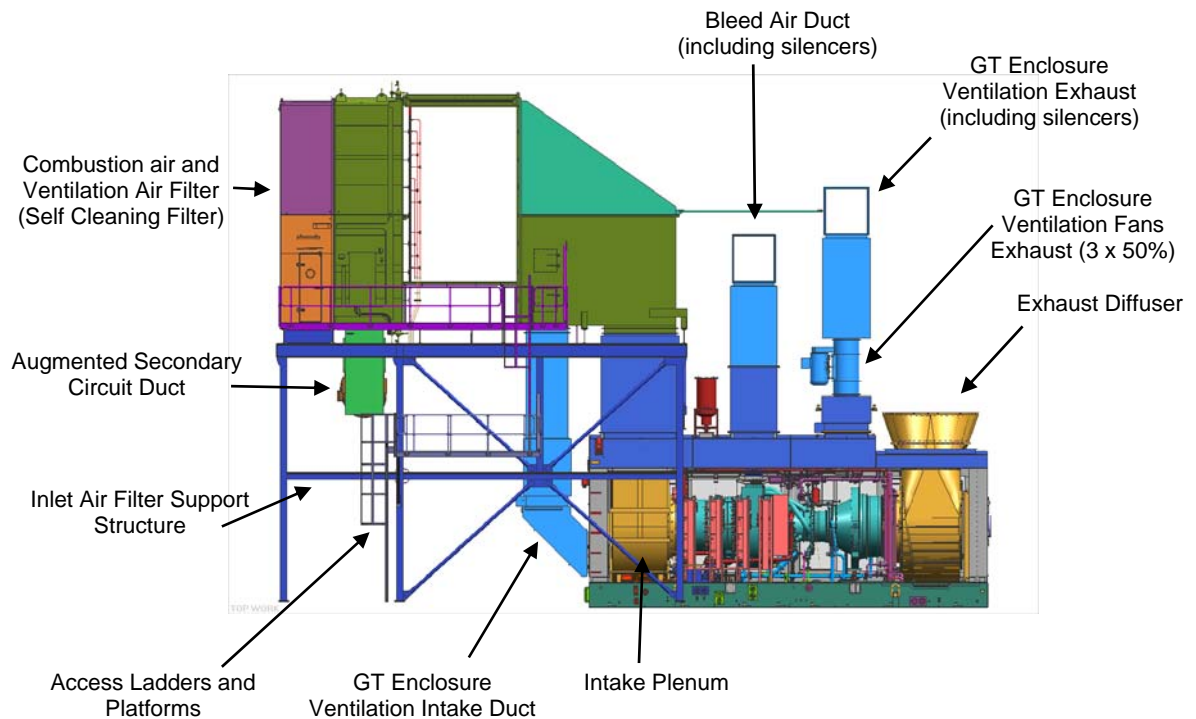 Bleed Air Duct
(including silencers)
GT Enclosure
Ventilation Exhaust
(including silencers)
Combustion air and
Ventilation Air Filter
(Self Cleaning Filter)
GT Enclosure
Ventilation Fans
Exhaust (3 x 50%)
Exhaust Diffuser
Augmented Secondary
Circuit Duct
Inlet Air Filter Support
Structure
TOP WORK
Access Ladders and
Platforms
GT Enclosure
Ventilation Intake Duct
Intake Plenum